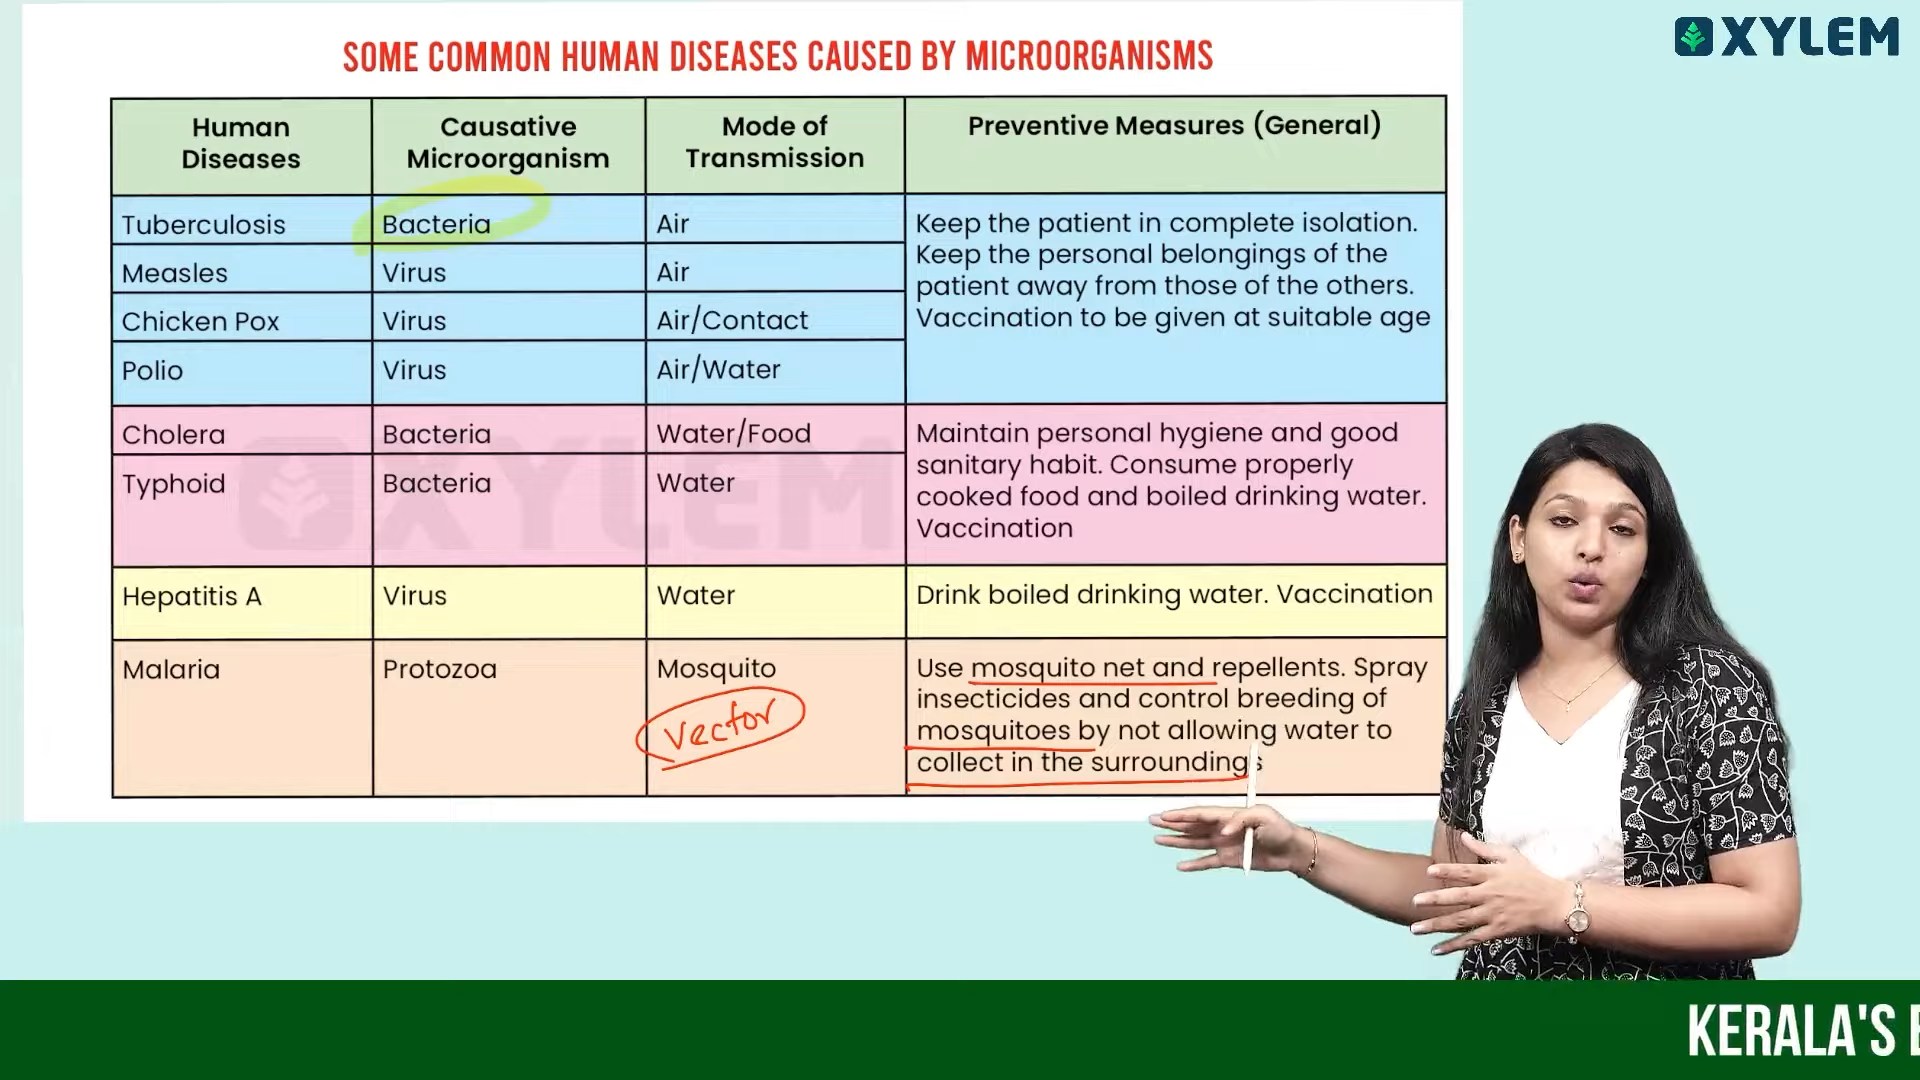 XYLEM
SOME COMMON HUMAN DISEASES CAUSED BY MICROORGANISMS
Human Diseases
Causative Microorganism
Mode of Transmission
Preventive Measures (General)
Tuberculosis
Bacteria
Air
Keep the patient in complete isolation.
Keep the personal belongings of the
patient away from those of the others.
Vaccination to be given at suitable age
Measles
Virus
Air
Chicken Pox
Virus
Air/Contact
Polio
Virus
Air/Water
Cholera
Bacteria
Water/Food
Maintain personal hygiene and good
sanitary habit. Consume properly
cooked food and boiled drinking water.
Vaccination
Typhoid
Bacteria
Water
XYLEM
Hepatitis A
Virus
Water
Drink boiled drinking water. Vaccination
Malaria
Protozoa
Mosquito
vector
Use mosquito net and repellents. Spray
insecticides and control breeding of
mosquitoes by not allowing water to
collect in the surroundings
KERALA'S